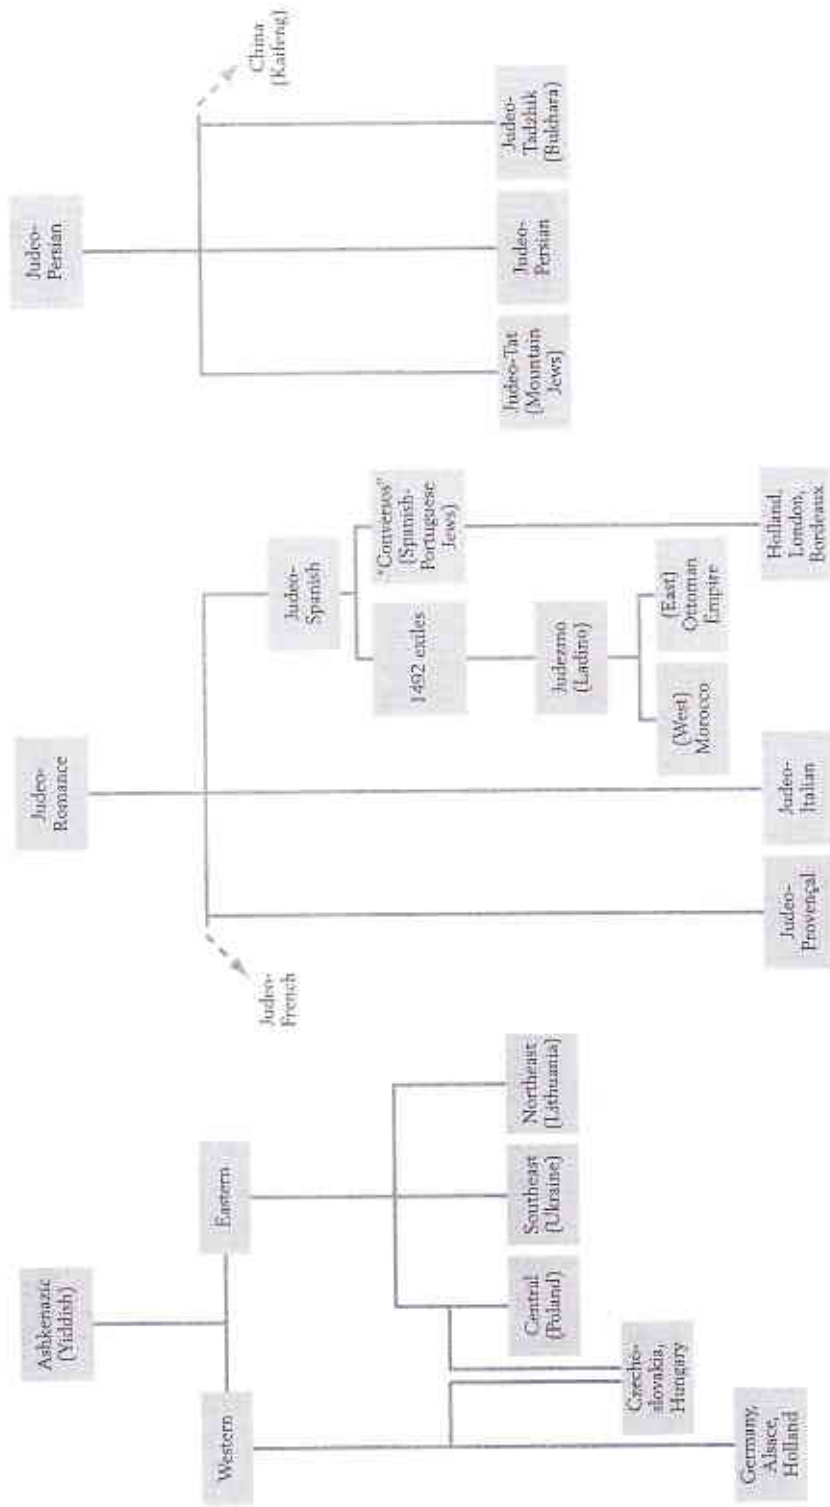 Ashkenazic
(Yiddish)
Western
Eastern
Germany,
Alsace,
Holland
Czecho-
slovakia,
Hungary
Central
(Poland)
Southeast
(Ukraine)
Northeast
(Lithuania)
Judeo-
Romance
Judeo-
French
Judeo-
Provençal
Judeo-
Italian
Judeo-
Spanish
1492 exiles
"Conversos"
(Spanish-
Portuguese
Jews)
Judezmo
(Ladino)
(West)
Morocco
(East)
Ottoman
Empire
Holland,
London,
Bordeaux
Judeo-
Persian
Judeo-Tat
(Mountain
Jews)
Judeo-
Persian
Judeo-
Tadzhik
(Bukhara)
China
(Kaifeng)